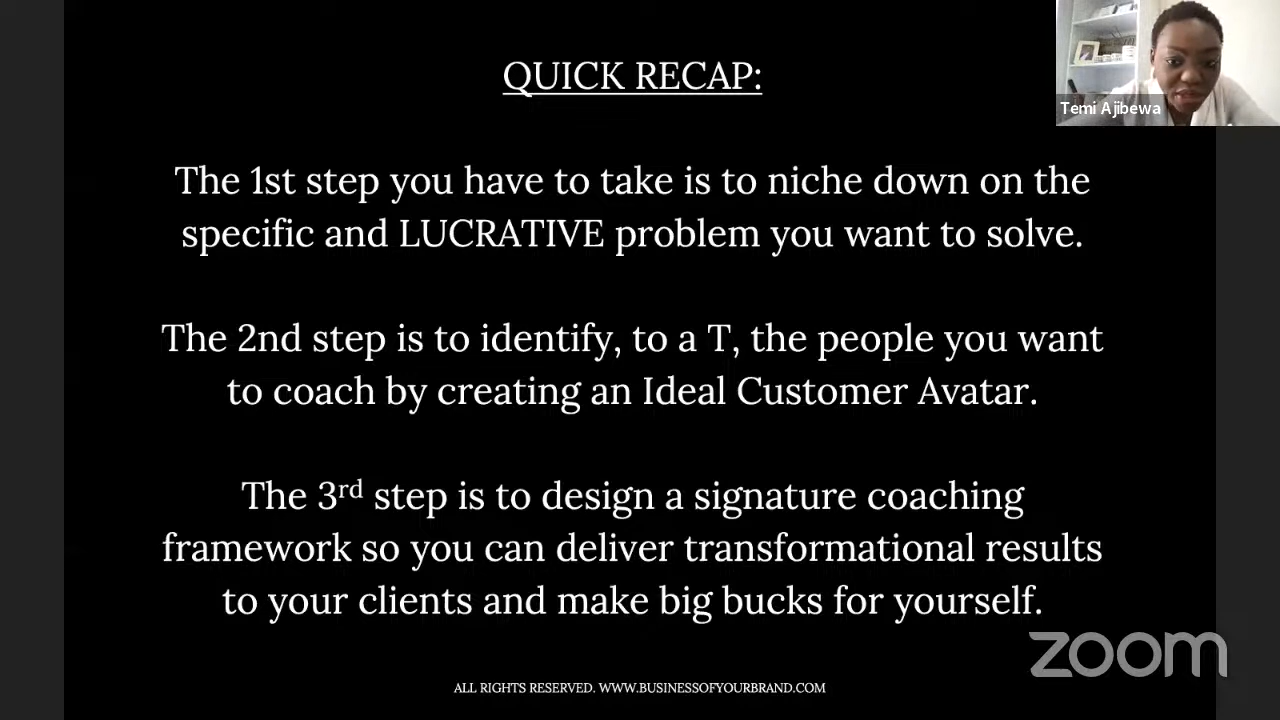 QUICK RECAP:
Temi Ajibewa
The 1st step you have to take is to niche down on the
specific and LUCRATIVE problem you want to solve.
The 2nd step is to identify, to a T, the people you want
to coach by creating an Ideal Customer Avatar.
The 3rd step is to design a signature coaching
framework so you can deliver transformational results
to your clients and make big bucks for yourself.
zoom
ALL RIGHTS RESERVED. WWW.BUSINESSOFYOURBRAND.COM